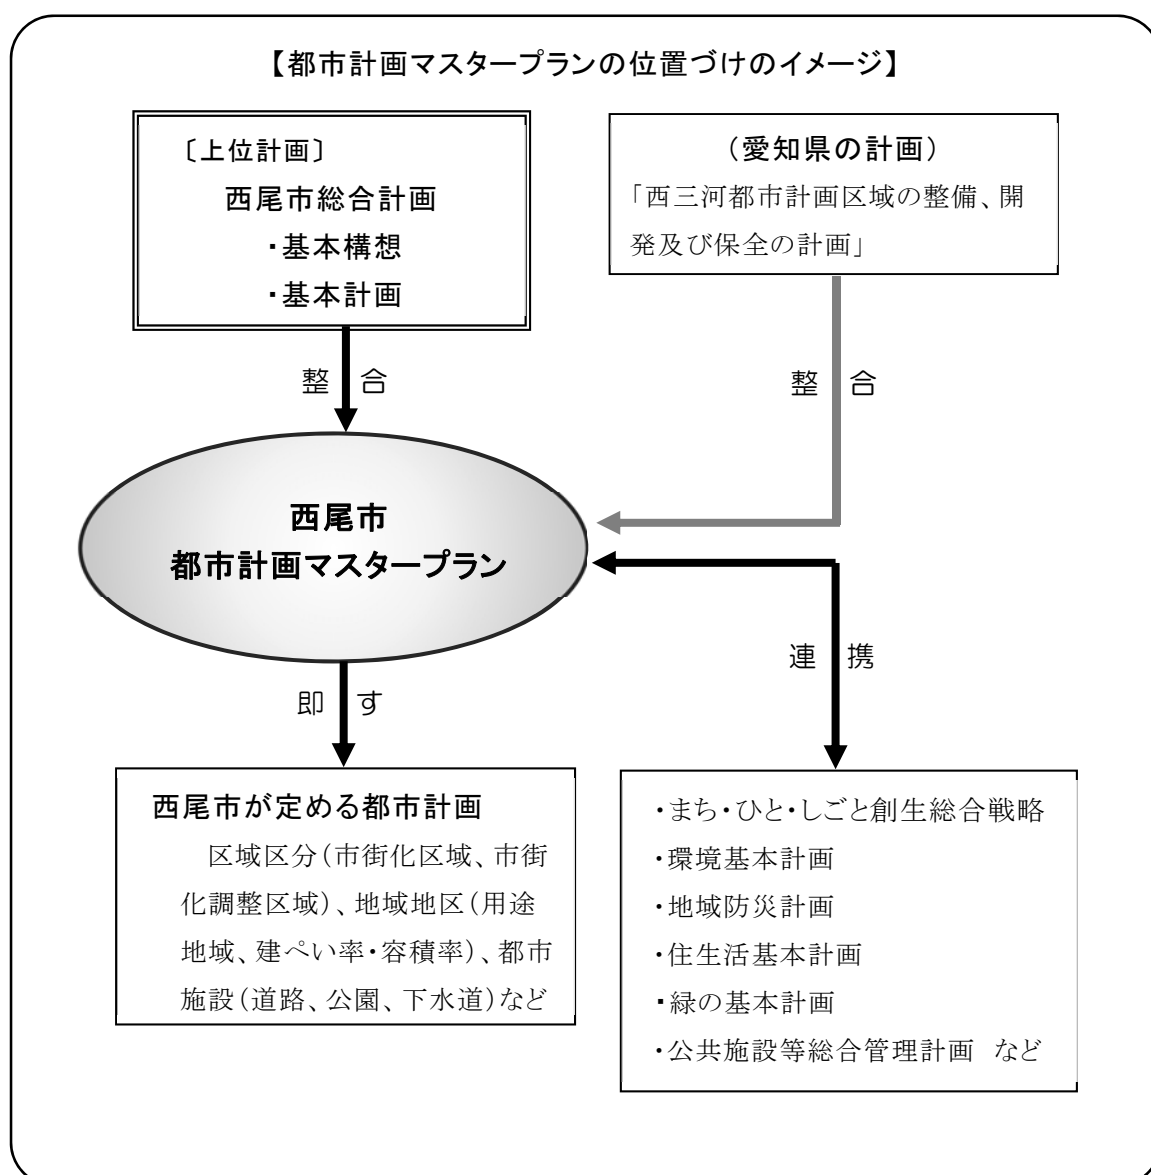 【都市計画マスタープランの位置づけのイメージ】
〔上位計画〕
西尾市総合計画
・基本構想
・基本計画
（愛知県の計画）
「西三河都市計画区域の整備、開
発及び保全の計画」
整合
整合
西尾市
都市計画マスタープラン
連携
即す
西尾市が定める都市計画
区域区分（市街化区域、市街
化調整区域）、地域地区（用途
地域、建ぺい率・容積率）、都市
施設（道路、公園、下水道）など
・まち・ひと・しごと創生総合戦略
・環境基本計画
・地域防災計画
・住生活基本計画
・緑の基本計画
・公共施設等総合管理計画　など